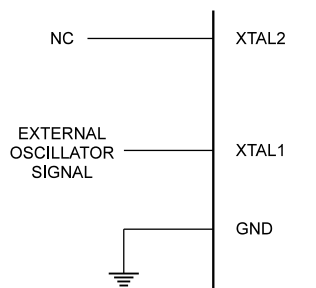 NC
XTAL2
EXTERNAL
OSCILLATOR
SIGNAL
XTAL1
GND